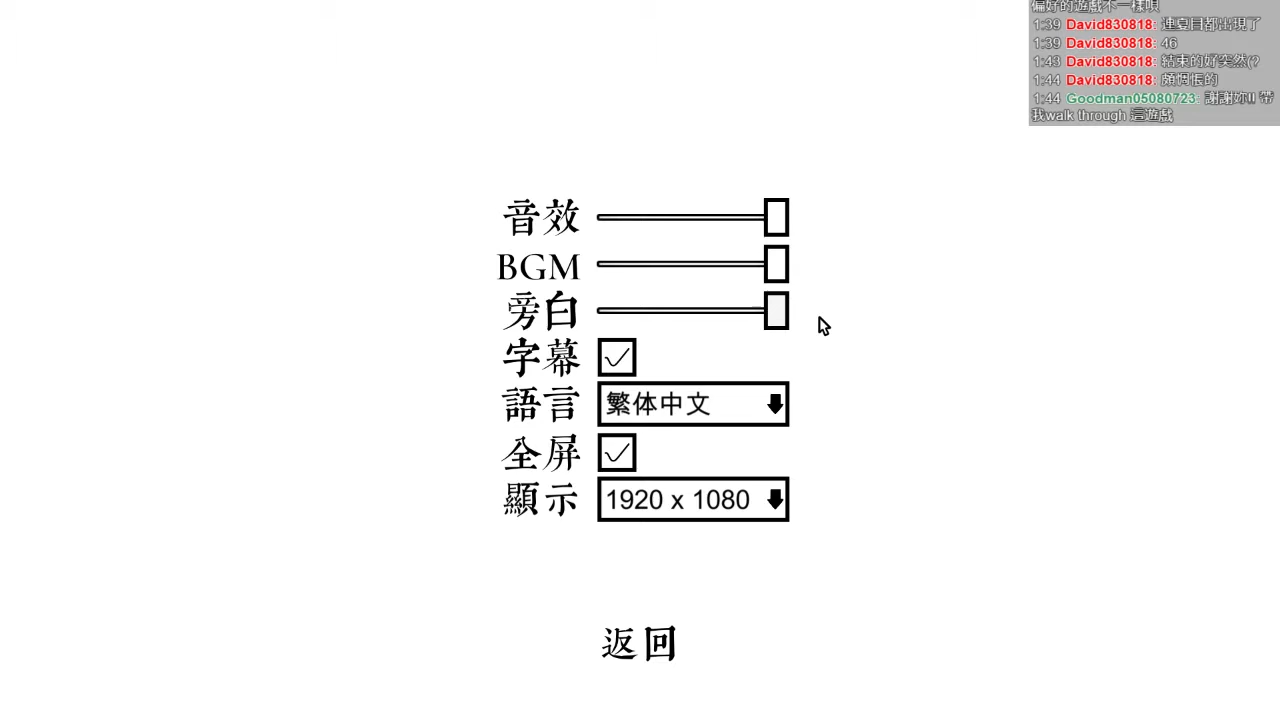 偏好的遊戲不一樣唄
1:39 David830818: 連夏目都出現了
1:39 David830818: 46
1:43 David830818: 結束的好突然(?
1:44 David830818: 頗惆悵的
1:44 Goodman05080723: 謝謝妳!! 帶
我walk through 這遊戲
音效
BGM
旁白
字幕
語言 繁体中文
全屏
顯示 1920 x 1080
返回